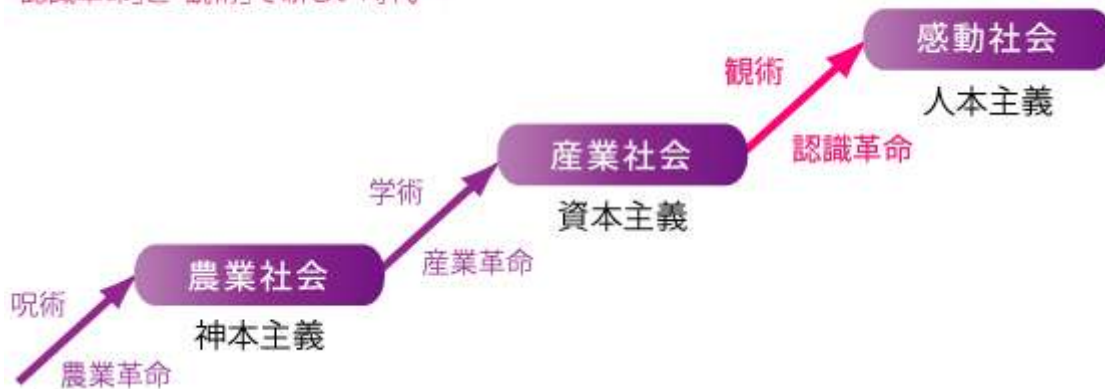 感動社会
観術
人本主義
認識革命
産業社会
学術
資本主義
産業革命
農業社会
呪術
神本主義
農業革命